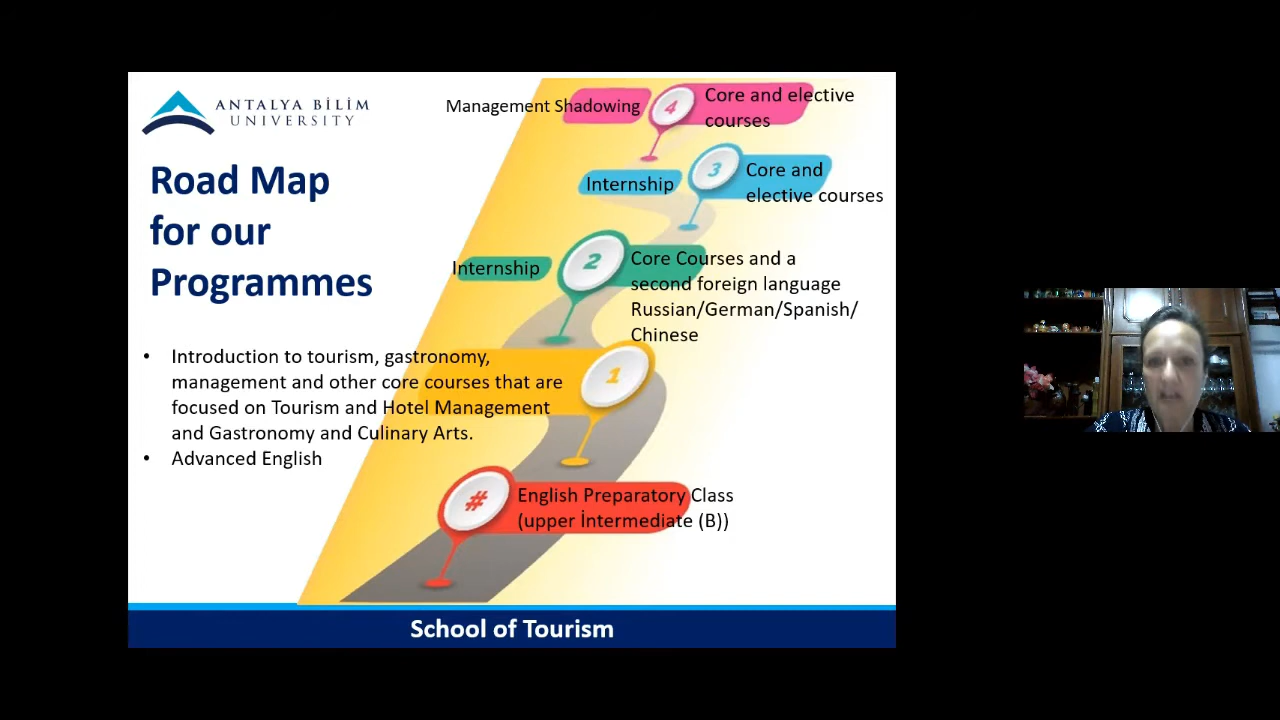 ANTALYA BİLİM
UNIVERSITY
Road Map
for our
Programmes
Management Shadowing
4
Core and elective
courses
Internship
3
Core and
elective courses
Internship
2
Core Courses and a
second foreign language
Russian/German/Spanish/
Chinese
1
• Introduction to tourism, gastronomy,
management and other core courses that are
focused on Tourism and Hotel Management
and Gastronomy and Culinary Arts.
• Advanced English
#
English Preparatory Class
(upper İntermediate (B))
School of Tourism